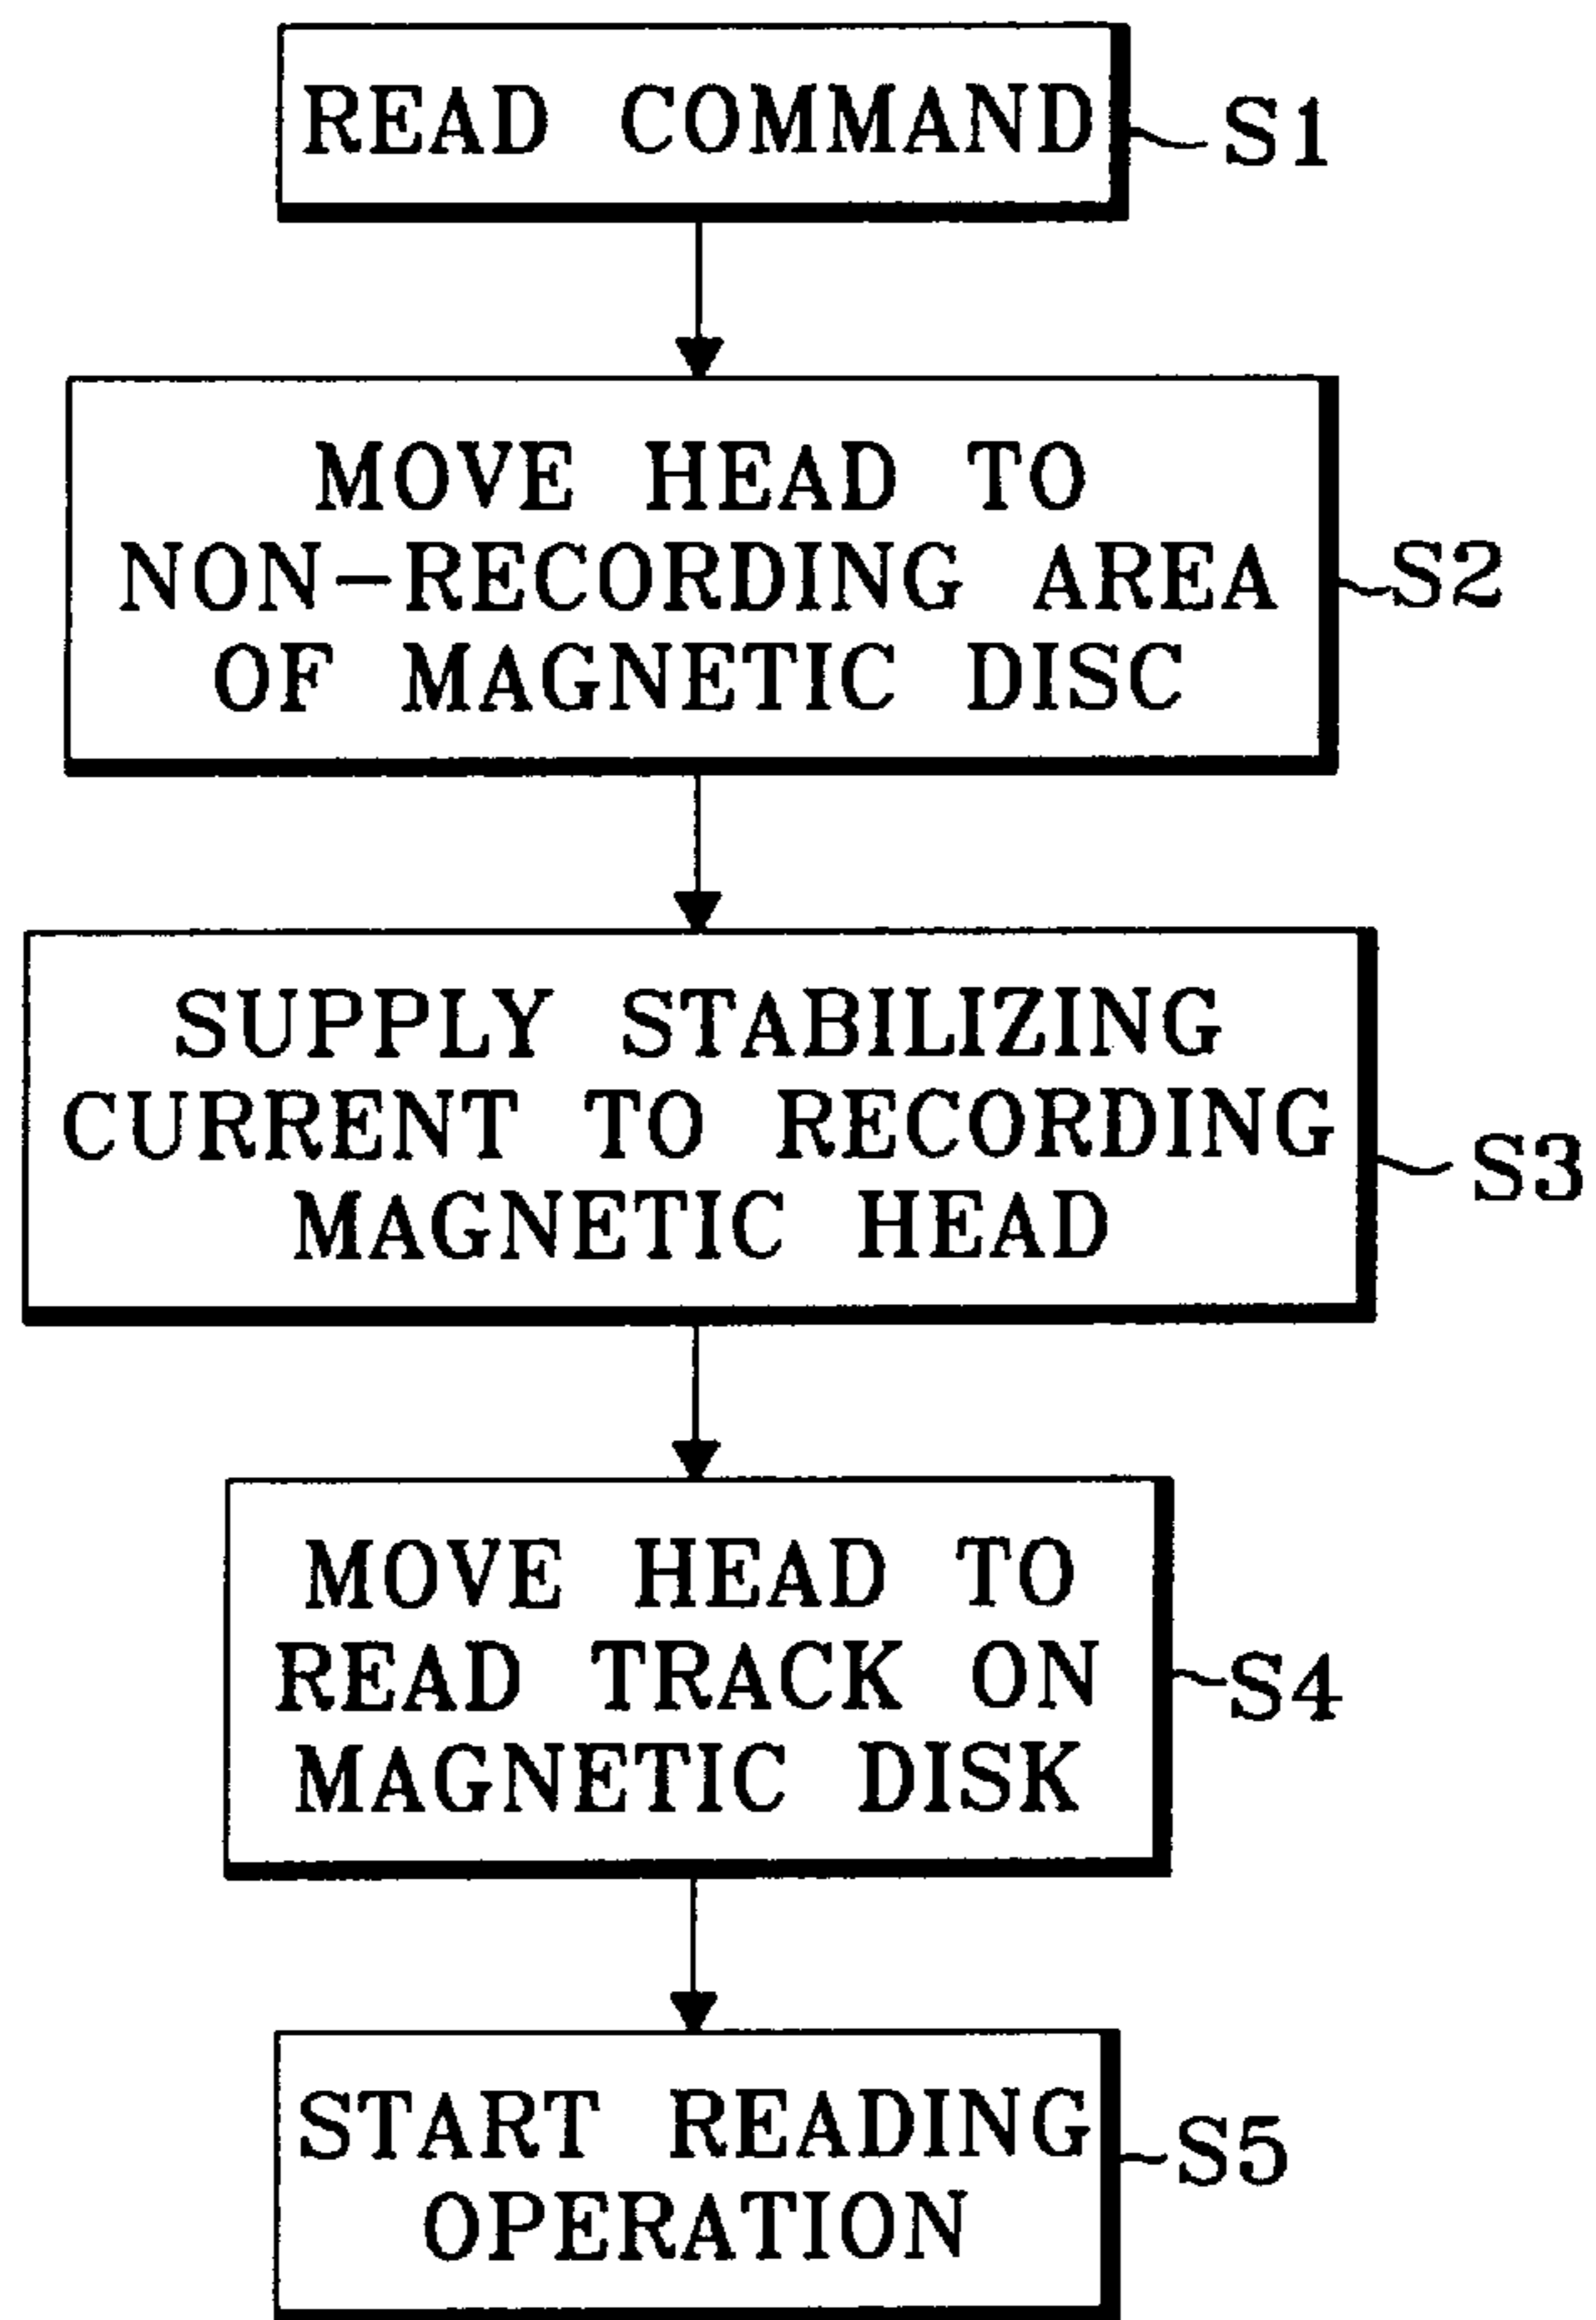 READ COMMAND
S1
MOVE HEAD TO
NON-RECORDING AREA
OF MAGNETIC DISC
S2
SUPPLY STABILIZING
CURRENT TO RECORDING
MAGNETIC HEAD
S3
MOVE HEAD TO
READ TRACK ON
MAGNETIC DISK
S4
START READING
OPERATION
S5